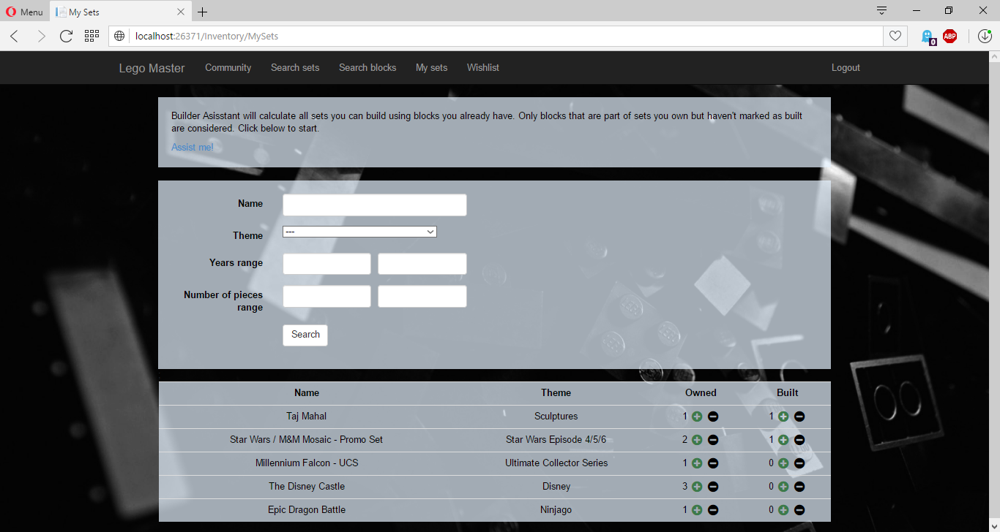 Menu
My Sets
localhost:26371/Inventory/MySets
0
ABP
Lego Master Community Search sets Search blocks My sets Wishlist Logout
Builder Asisstant will calculate all sets you can build using blocks you already have. Only blocks that are part of sets you own but haven't marked as built
are considered. Click below to start.
Assist me!
Name
Theme ---
Years range
Number of pieces
range
Search
Name Theme Owned Built
Taj Mahal Sculptures 1 1
Star Wars / M&M Mosaic - Promo Set Star Wars Episode 4/5/6 2 1
Millennium Falcon - UCS Ultimate Collector Series 1 0
The Disney Castle Disney 3 0
Epic Dragon Battle Ninjago 1 0